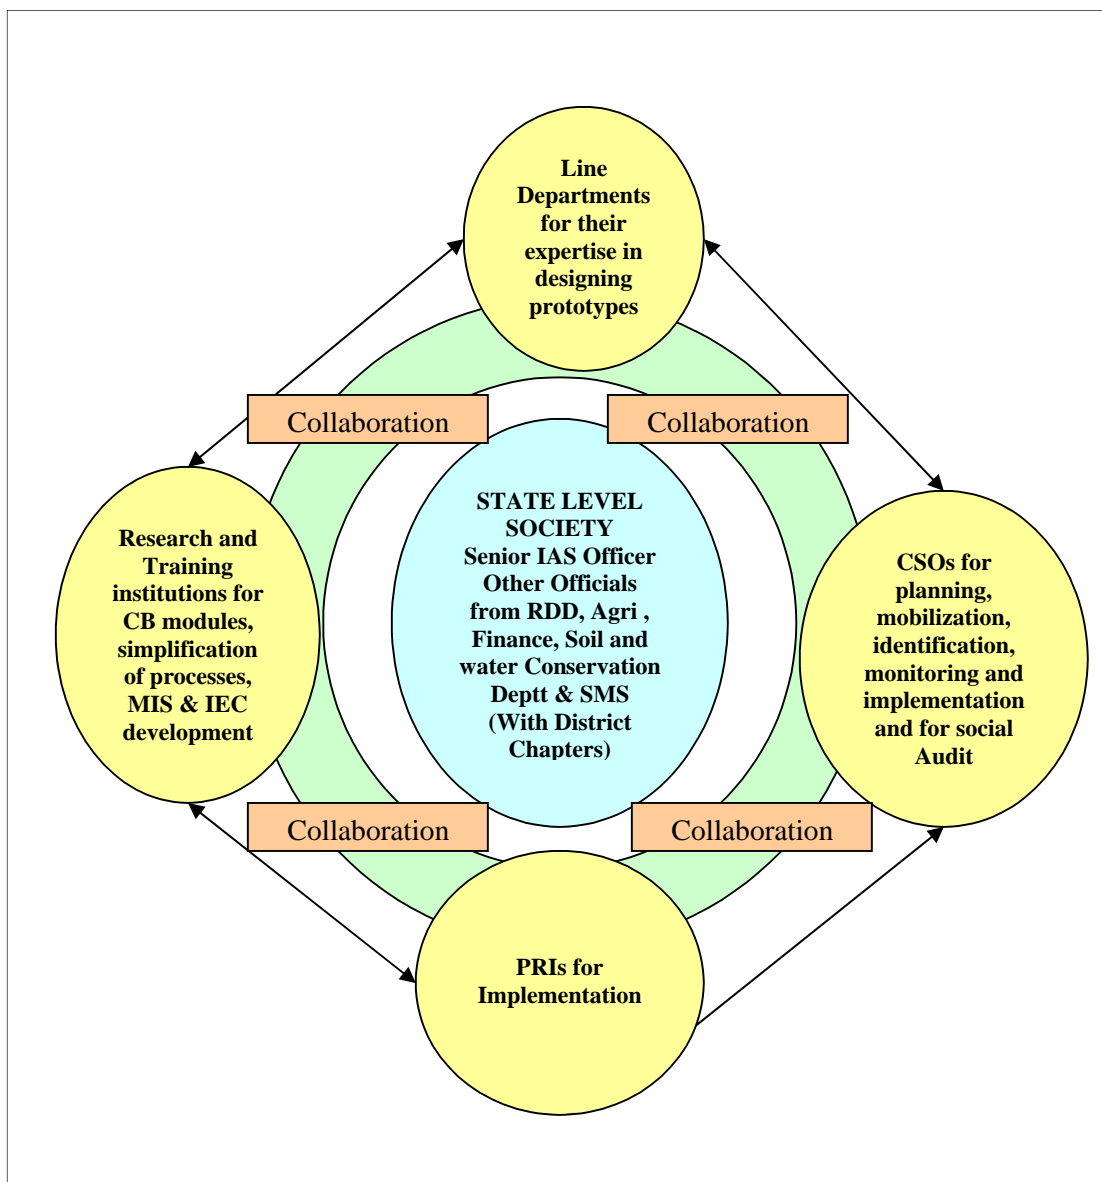 Line
Departments
for their
expertise in
designing
prototypes
Collaboration
Collaboration
Research and
Training
institutions for
CB modules,
simplification
of processes,
MIS & IEC
development
STATE LEVEL
SOCIETY
Senior IAS Officer
Other Officials
from RDD, Agri ,
Finance, Soil and
water Conservation
Deptt & SMS
(With District
Chapters)
CSOs for
planning,
mobilization,
identification,
monitoring and
implementation
and for social
Audit
Collaboration
Collaboration
PRIs for
Implementation